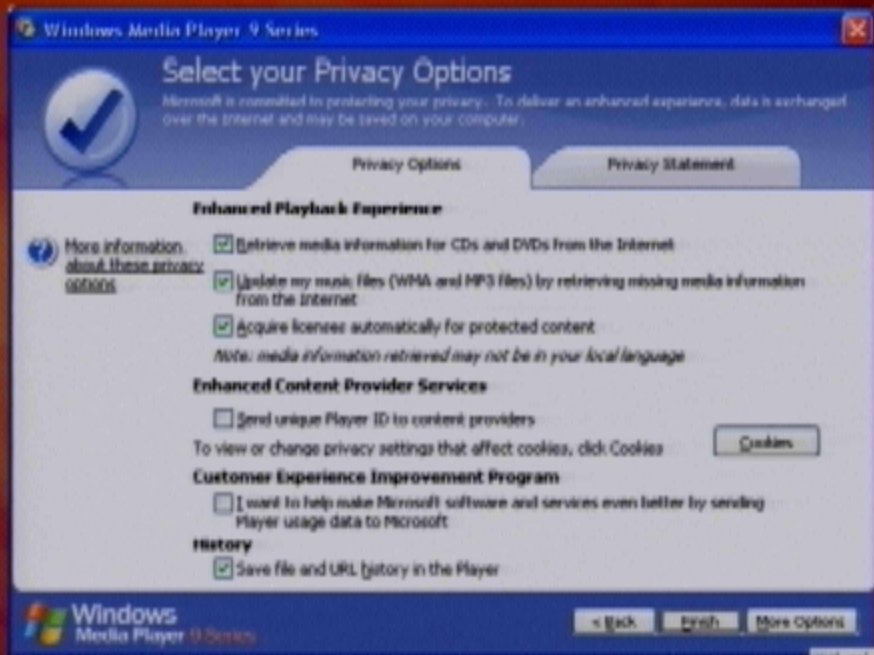 Windows Media Player 9 Series
Select your Privacy Options
Microsoft is committed to protecting your privacy. To deliver an enhanced experience, data is exchanged
over the Internet and may be saved on your computer.
Privacy Options
Privacy Statement
Enhanced Playback Experience
More information
about these privacy
options
Retrieve media information for CDs and DVDs from the Internet
Update my music files (WMA and MP3 files) by retrieving missing media information
from the Internet
Acquire licenses automatically for protected content
Note: media information retrieved may not be in your local language
Enhanced Content Provider Services
Send unique Player ID to content providers
To view or change privacy settings that affect cookies, click Cookies
Cookies
Customer Experience Improvement Program
I want to help make Microsoft software and services even better by sending
Player usage data to Microsoft
History
Save file and URL history in the Player
Windows
Media Player 9 Series
< Back
Finish
More Options